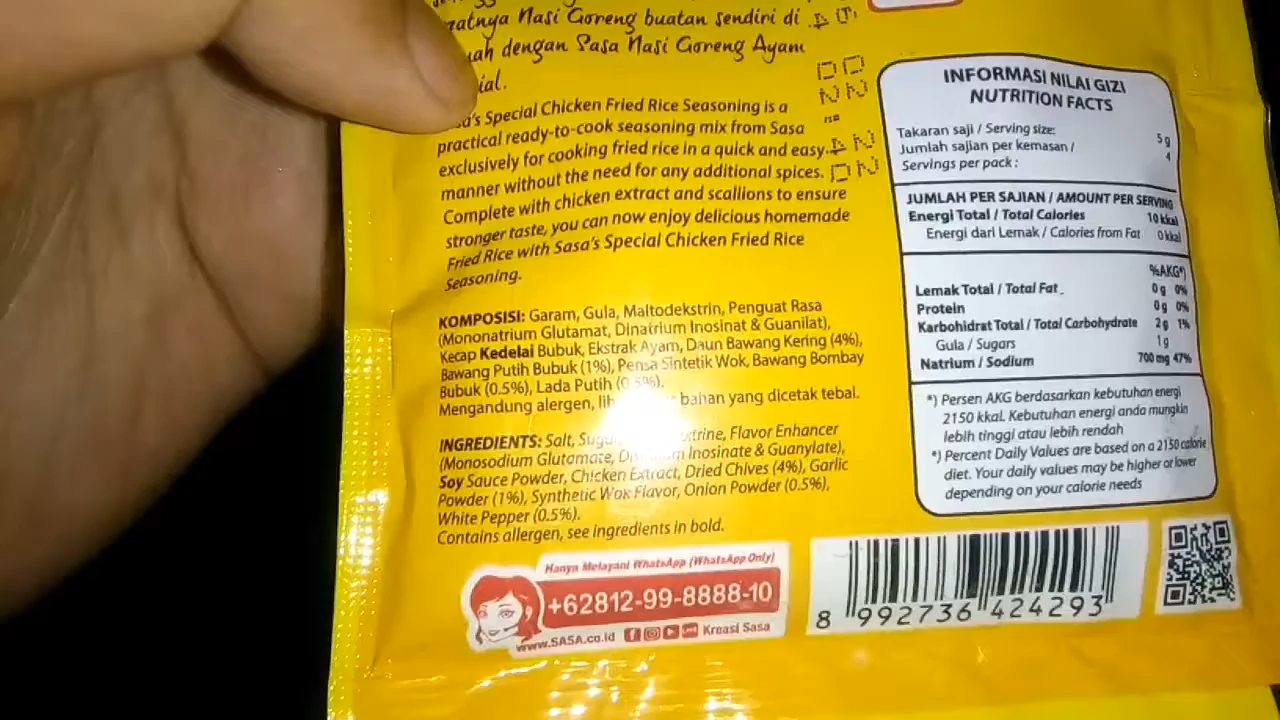 Nasi Goreng buatan sendiri di
dengan Sasa Nasi Goreng Ayam
Special Chicken Fried Rice Seasoning is a
practical ready-to-cook seasoning mix from Sasa
exclusively for cooking fried rice in a quick and easy
manner without the need for any additional spices.
Complete with chicken extract and scallions to ensure
stronger taste, you can now enjoy delicious homemade
Fried Rice with Sasa's Special Chicken Fried Rice
Seasoning.
KOMPOSISI: Garam, Gula, Maltodekstrin, Penguat Rasa
(Mononatrium Glutamat, Dinatrium Inosinat & Guanilat),
Kecap Kedelai Bubuk, Ekstrak Ayam, Daun Bawang Kering (4%),
Bawang Putih Bubuk (1%), Perisa Sintetik Wok, Bawang Bombay
Bubuk (0.5%), Lada Putih (0.5%).
Mengandung alergen, bahan yang dicetak tebal.
INGREDIENTS: Salt, Flavor Enhancer
(Monosodium Glutamate, Inosinate & Guanylate),
Soy Sauce Powder, Chicken Extract, Dried Chives (4%), Garlic
Powder (1%), Synthetic Wok Flavor, Onion Powder (0.5%),
White Pepper (0.5%).
Contains allergen, see ingredients in bold.
Hanya Melayani WhatsApp (WhatsApp Only)
+62812-99-8888-10
www.SASA.co.id Kreasi Sasa
INFORMASI NILAI GIZI
NUTRITION FACTS
Takaran saji / Serving size: 5 g
Jumlah sajian per kemasan / 4
Servings per pack :
JUMLAH PER SAJIAN / AMOUNT PER SERVING
Energi Total / Total Calories 10 kkal
Energi dari Lemak / Calories from Fat 0 kkal
%AKG*)
Lemak Total / Total Fat 0 g 0%
Protein 0 g 0%
Karbohidrat Total / Total Carbohydrate 2 g 1%
Gula / Sugars 1 g
Natrium / Sodium 700 mg 47%
*) Persen AKG berdasarkan kebutuhan energi
2150 kkal. Kebutuhan energi anda mungkin
lebih tinggi atau lebih rendah
*) Percent Daily Values are based on a 2150 calorie
diet. Your daily values may be higher or lower
depending on your calorie needs
8 992736 424293